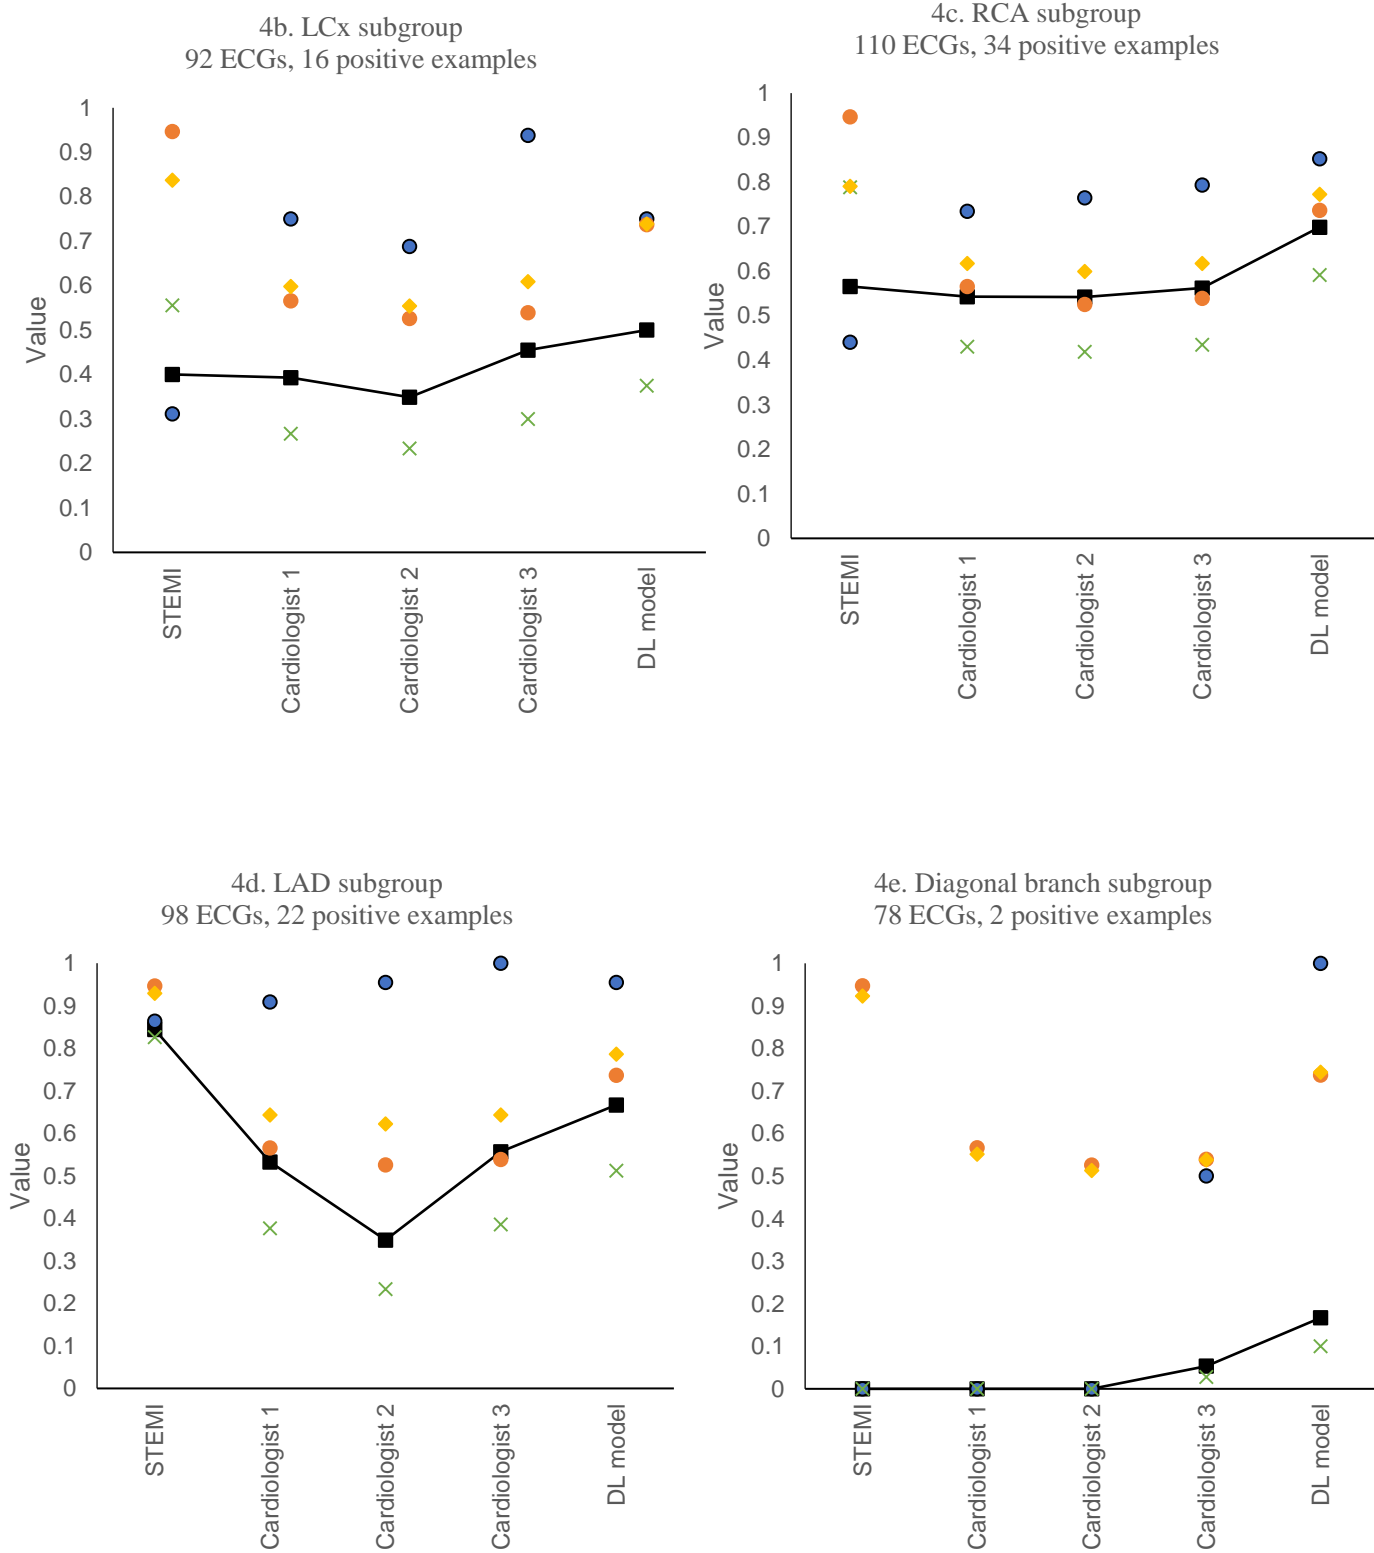 4b. LCx subgroup
92 ECGs, 16 positive examples
1
0.9
0.8
0.7
0.6
0.5
0.4
0.3
0.2
0.1
0
Value
STEMI
Cardiologist 1
Cardiologist 2
Cardiologist 3
DL model
4c. RCA subgroup
110 ECGs, 34 positive examples
1
0.9
0.8
0.7
0.6
0.5
0.4
0.3
0.2
0.1
0
Value
STEMI
Cardiologist 1
Cardiologist 2
Cardiologist 3
DL model
4d. LAD subgroup
98 ECGs, 22 positive examples
1
0.9
0.8
0.7
0.6
0.5
0.4
0.3
0.2
0.1
0
Value
STEMI
Cardiologist 1
Cardiologist 2
Cardiologist 3
DL model
4e. Diagonal branch subgroup
78 ECGs, 2 positive examples
1
0.9
0.8
0.7
0.6
0.5
0.4
0.3
0.2
0.1
0
Value
STEMI
Cardiologist 1
Cardiologist 2
Cardiologist 3
DL model